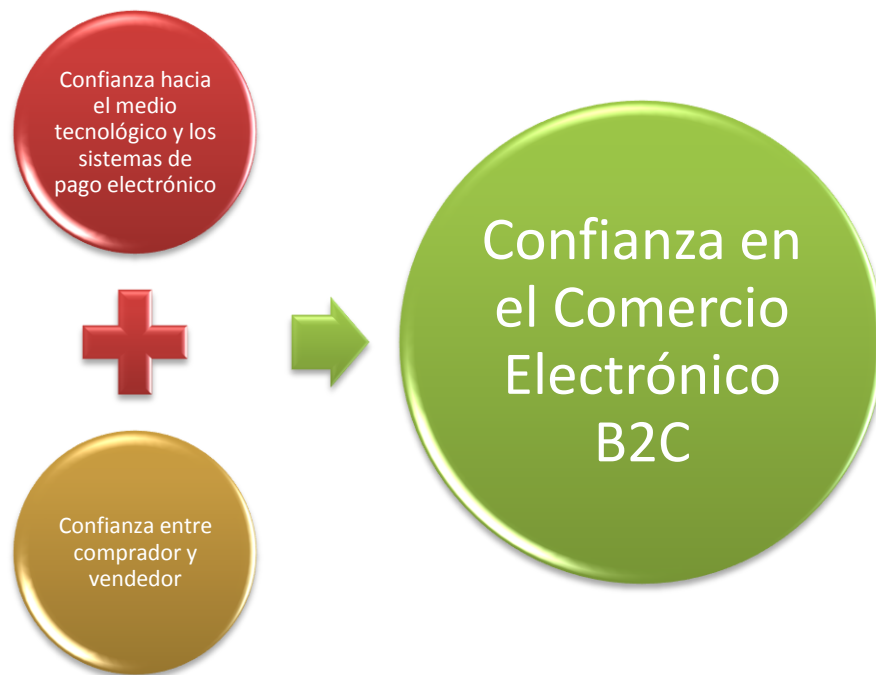 Confianza hacia
el medio
tecnológico y los
sistemas de
pago electrónico
Confianza entre
comprador y
vendedor
Confianza en
el Comercio
Electrónico
B2C